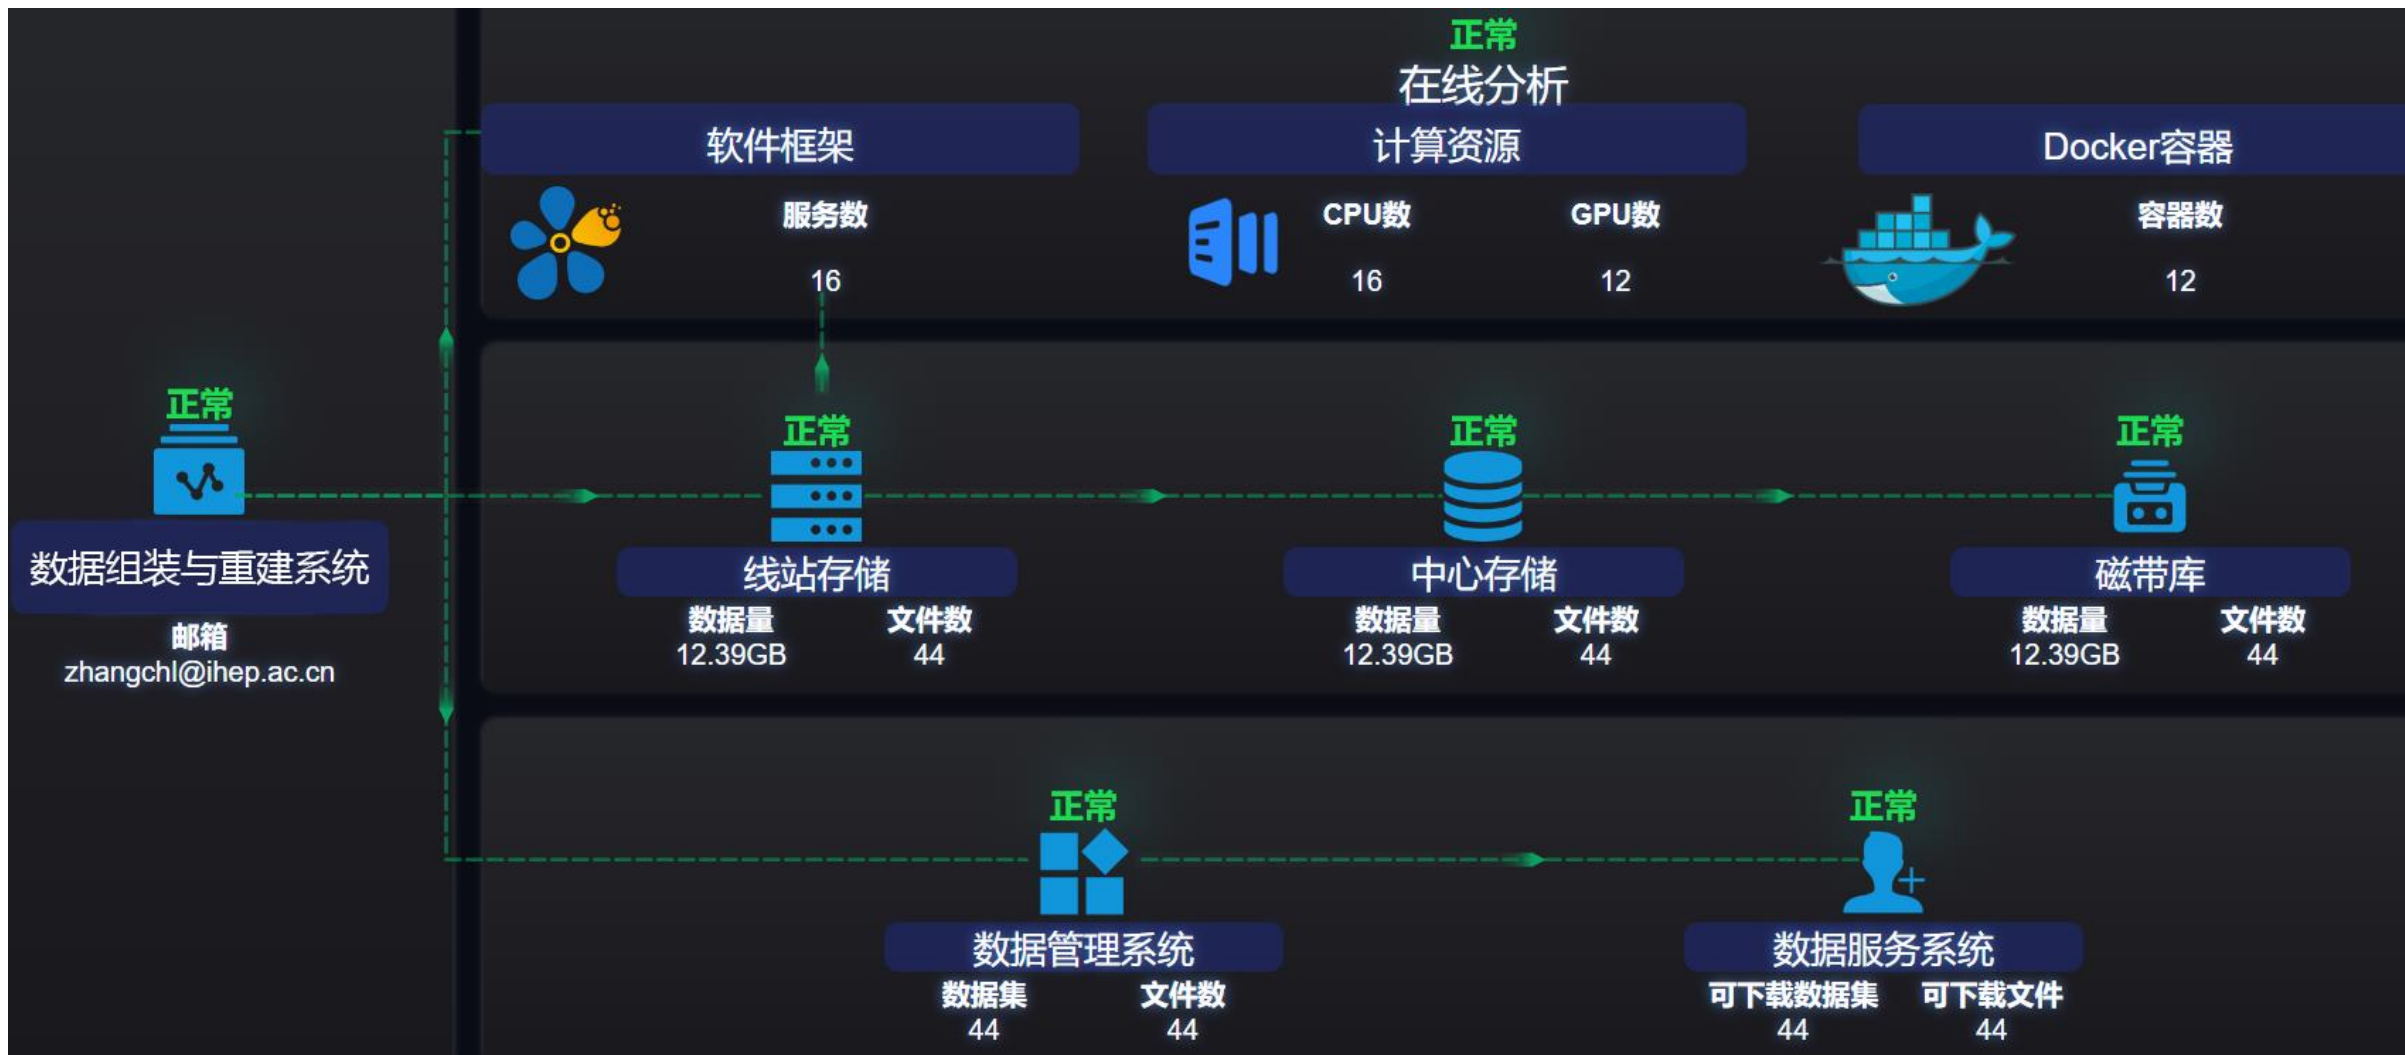 正常
在线分析
软件框架
计算资源
Docker容器
服务数
CPU数
GPU数
容器数
16
16
12
12
正常
数据组装与重建系统
邮箱
zhangchl@ihep.ac.cn
正常
正常
正常
线站存储
中心存储
磁带库
数据量 文件数
12.39GB 44
数据量 文件数
12.39GB 44
数据量 文件数
12.39GB 44
正常
正常
数据管理系统
数据服务系统
数据集 文件数
44 44
可下载数据集 可下载文件
44 44